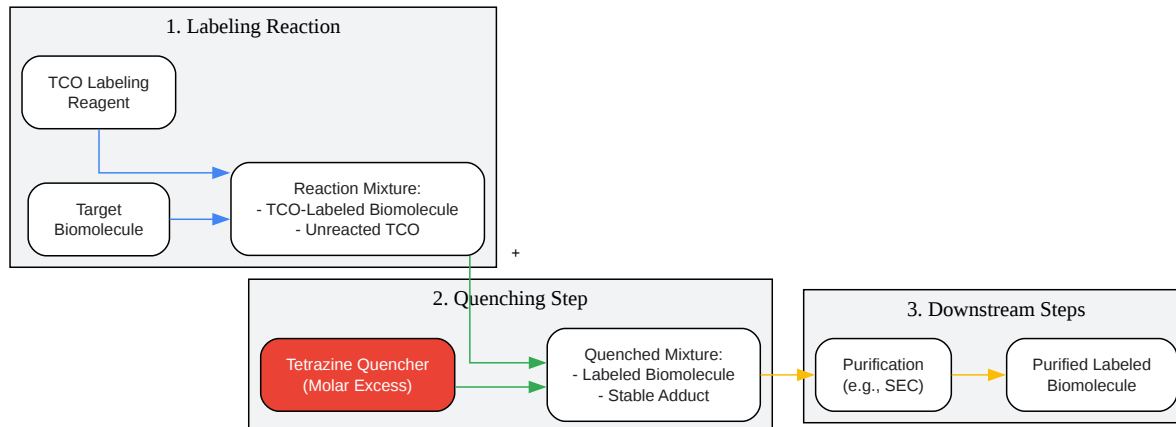 1. Labeling Reaction
TCO Labeling
Reagent
Target
Biomolecule
Reaction Mixture:
- TCO-Labeled Biomolecule
- Unreacted TCO
+
2. Quenching Step
Tetrazine Quencher
(Molar Excess)
Quenched Mixture:
- Labeled Biomolecule
- Stable Adduct
3. Downstream Steps
Purification
(e.g., SEC)
Purified Labeled
Biomolecule